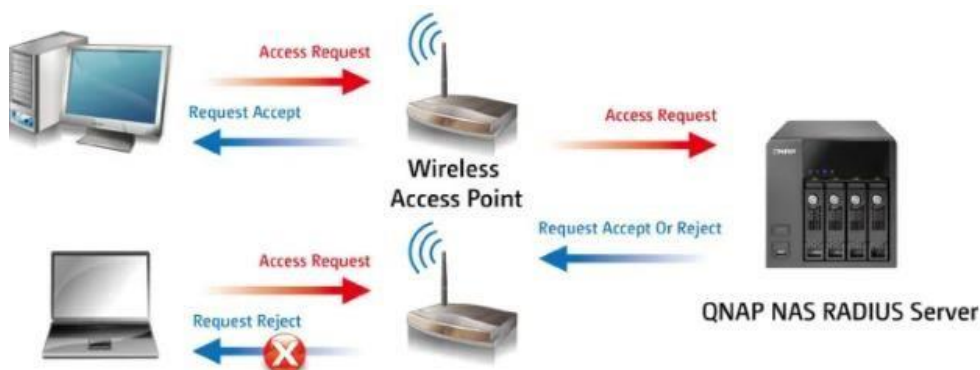 Access Request
Request Accept
Access Request
Wireless
Access Point
Request Accept Or Reject
Access Request
Request Reject
QNAP NAS RADIUS Server
QNAP